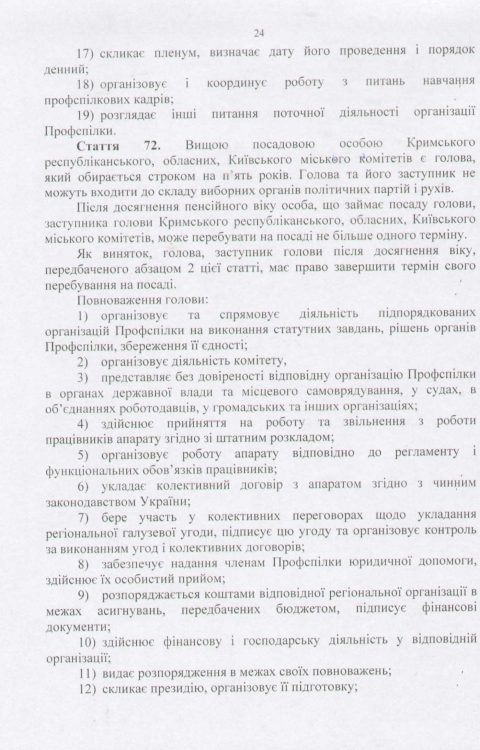 24
17) скликає пленум, визначає дату його проведення і порядок
денний;
18) організовує і координує роботу з питань навчання
профспілкових кадрів;
19) розглядає інші питання поточної діяльності організації
Профспілки.
Стаття 72. Вищою посадовою особою Кримського
республіканського, обласних, Київського міського комітетів є голова,
який обирається строком на п'ять років. Голова та його заступник не
можуть входити до складу виборних органів політичних партій і рухів.
Після досягнення пенсійного віку особа, що займає посаду голови,
заступника голови Кримського республіканського, обласних, Київського
міського комітетів, може перебувати на посаді не більше одного терміну.
Як виняток, голова, заступник голови після досягнення віку,
передбаченого абзацом 2 цієї статті, має право завершити термін свого
перебування на посаді.
Повноваження голови:
1) організовує та спрямовує діяльність підпорядкованих
організацій Профспілки на виконання статутних завдань, рішень органів
Профспілки, збереження її єдності;
2) організовує діяльність комітету,
3) представляє без довіреності відповідну організацію Профспілки
в органах державної влади та місцевого самоврядування, у судах, в
об'єднаннях роботодавців, у громадських та інших організаціях;
4) здійснює прийняття на роботу та звільнення з роботи
працівників апарату згідно зі штатним розкладом;
5) організовує роботу апарату відповідно до регламенту і
функціональних обов'язків працівників;
6) укладає колективний договір з апаратом згідно з чинним
законодавством України;
7) бере участь у колективних переговорах щодо укладання
регіональної галузевої угоди, підписує цю угоду та організовує контроль
за виконанням угод і колективних договорів;
8) забезпечує надання членам Профспілки юридичної допомоги,
здійснює їх особистий прийом;
9) розпоряджається коштами відповідної регіональної організації в
межах асигнувань, передбачених бюджетом, підписує фінансові
документи;
10) здійснює фінансову і господарську діяльність у відповідній
організації;
11) видає розпорядження в межах своїх повноважень;
12) скликає президію, організовує її підготовку;